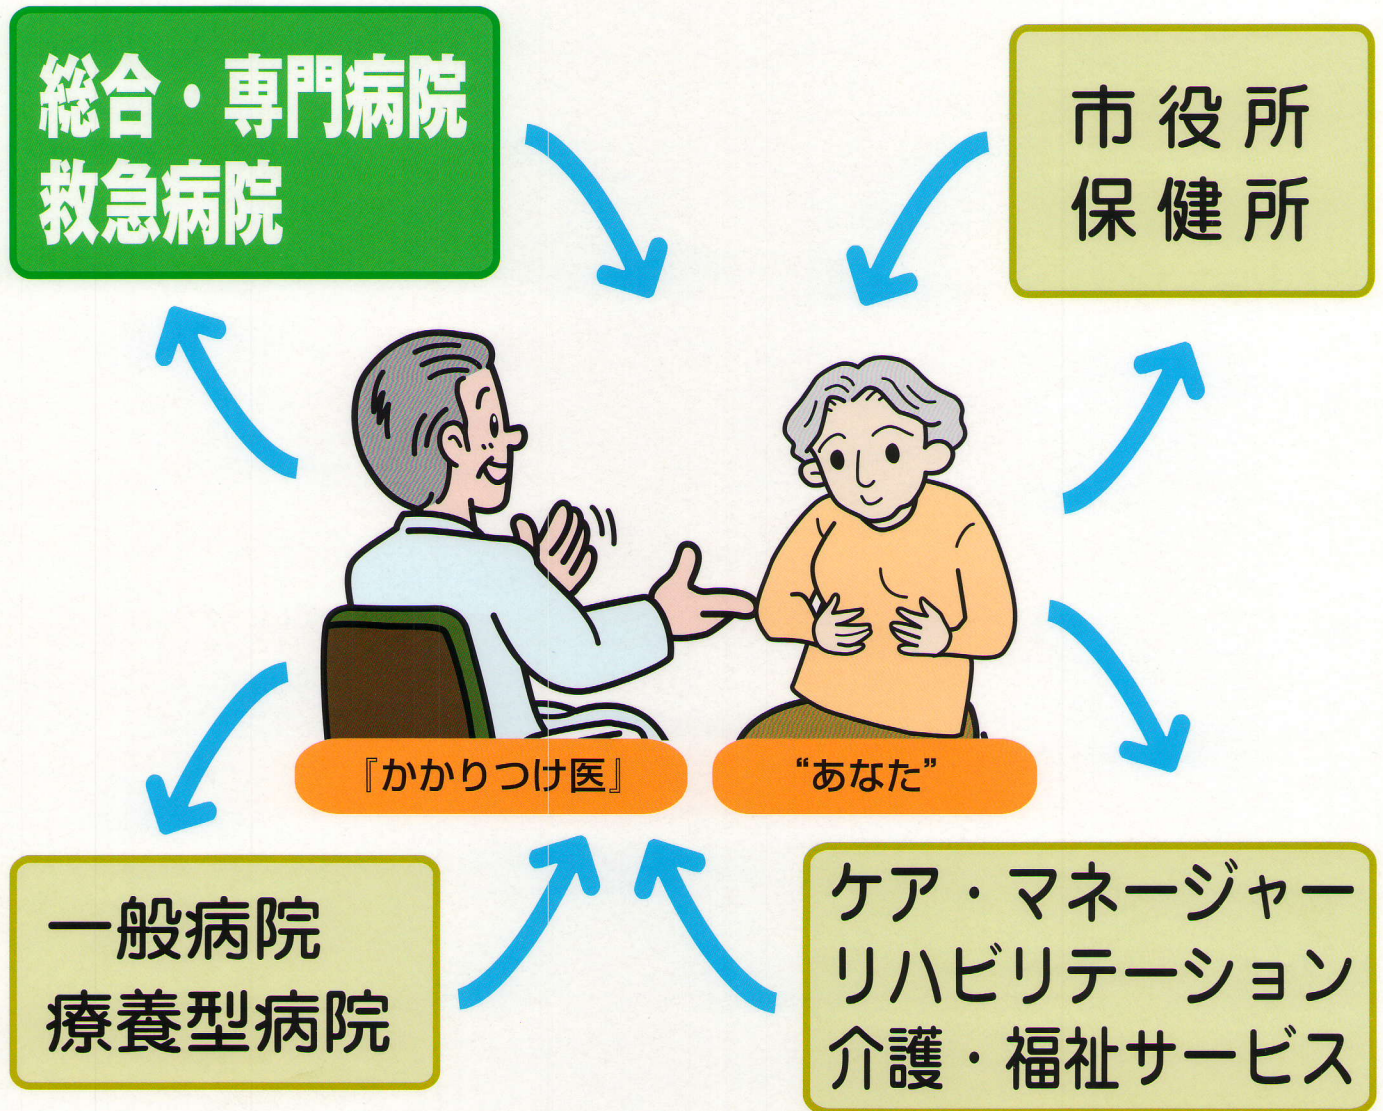 総合・専門病院
救急病院
市役所
保健所
『かかりつけ医』
“あなた”
一般病院
療養型病院
ケア・マネージャー
リハビリテーション
介護・福祉サービス